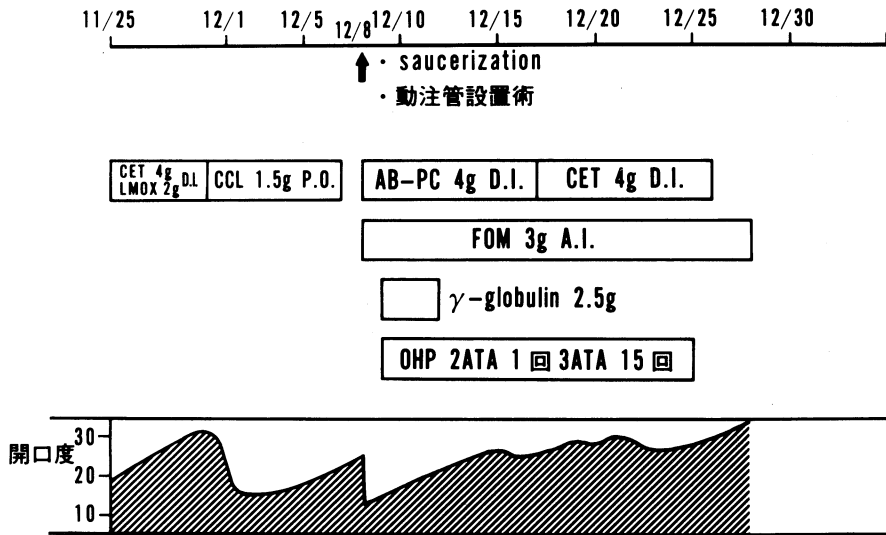 11/25 12/1 12/5 12/8 12/10 12/15 12/20 12/25 12/30
・saucerization
・動注管設置術
CET 4g
LMOX 2g D.I.
CCL 1.5g P.O.
AB-PC 4g D.I.
CET 4g D.I.
FOM 3g A.I.
γ-globulin 2.5g
OHP 2ATA 1回 3ATA 15回
開口度
30
20
10